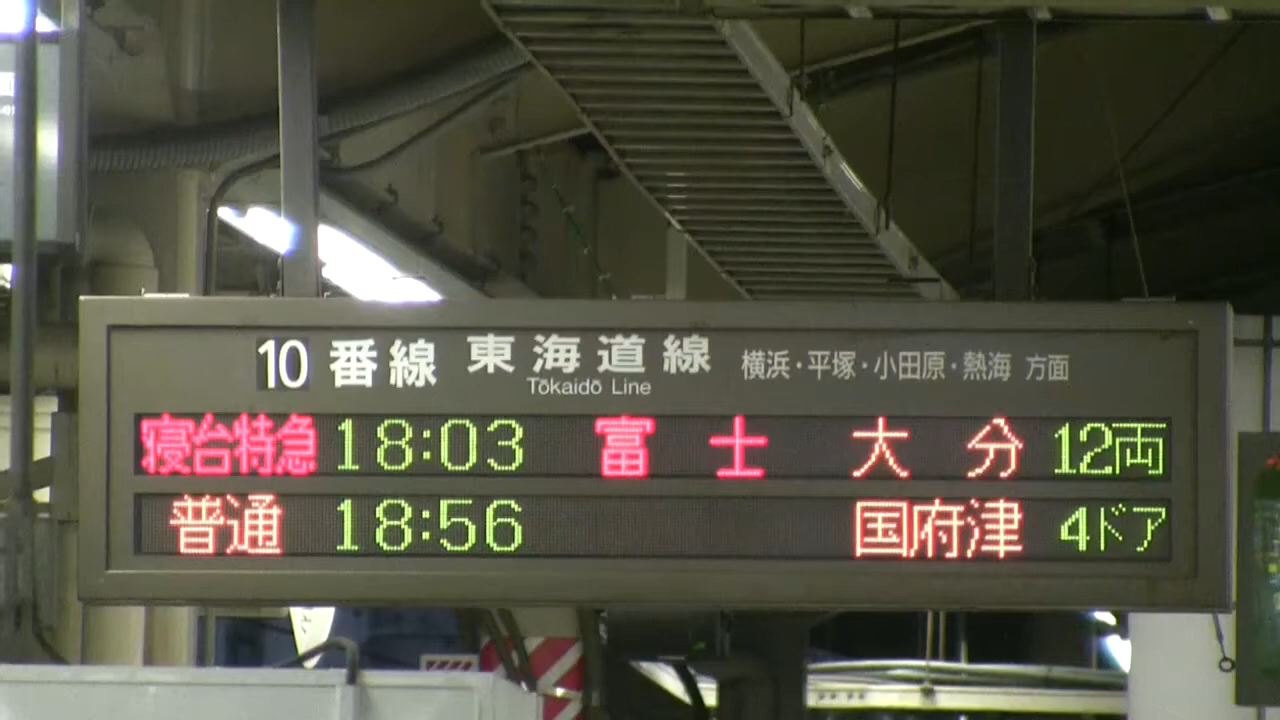 10 番線 東海道線 横浜・平塚・小田原・熱海 方面
Tōkaidō Line
寝台特急 18:03 富士 大分 12両
普通 18:56 国府津 4ドア